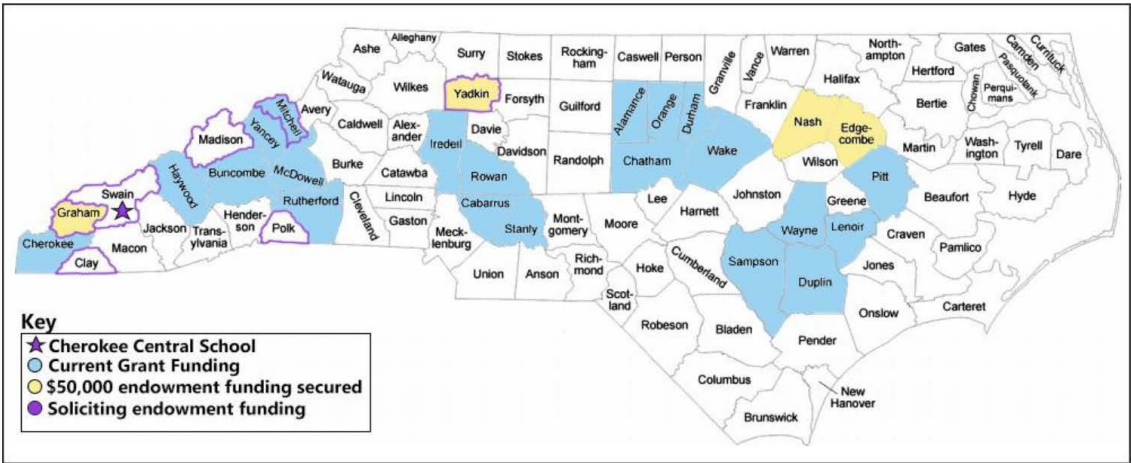 Ashe
Alleghany
Surry
Stokes
Rocking-
ham
Caswell
Person
Granville
Vance
Warren
North-
ampton
Gates
Camden
Currituck
Pasquotank
Perqui-
mans
Chowan
Hertford
Halifax
Bertie
Watauga
Wilkes
Yadkin
Forsyth
Guilford
Alamance
Orange
Durham
Franklin
Nash
Edge-
combe
Martin
Wash-
ington
Tyrell
Dare
Mitchell
Avery
Yancey
Madison
Caldwell
Alex-
ander
Iredell
Davie
Davidson
Randolph
Chatham
Wake
Wilson
Pitt
Beaufort
Hyde
Haywood
Buncombe
McDowell
Burke
Catawba
Rowan
Swain
Graham
Cherokee
Clay
Macon
Jackson
Trans-
ylvania
Hender-
son
Polk
Rutherford
Cleveland
Lincoln
Gaston
Meck-
lenburg
Cabarrus
Stanly
Mont-
gomery
Moore
Lee
Harnett
Johnston
Wayne
Greene
Lenoir
Craven
Pamlico
Jones
Carteret
Onslow
Duplin
Sampson
Cumberland
Hoke
Rich-
mond
Scot-
land
Union
Anson
Robeson
Bladen
Pender
Columbus
New
Hanover
Brunswick
Key
Cherokee Central School
Current Grant Funding
$50,000 endowment funding secured
Soliciting endowment funding